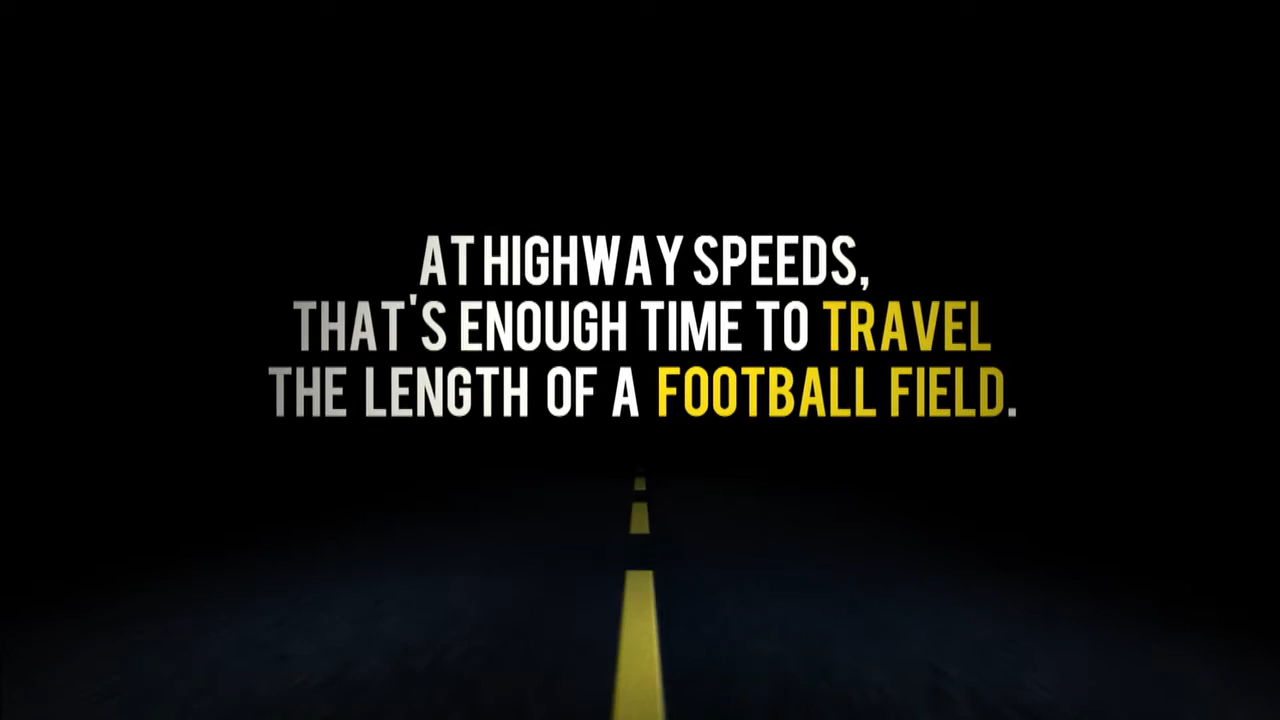 AT HIGHWAY SPEEDS,
THAT'S ENOUGH TIME TO TRAVEL
THE LENGTH OF A FOOTBALL FIELD.